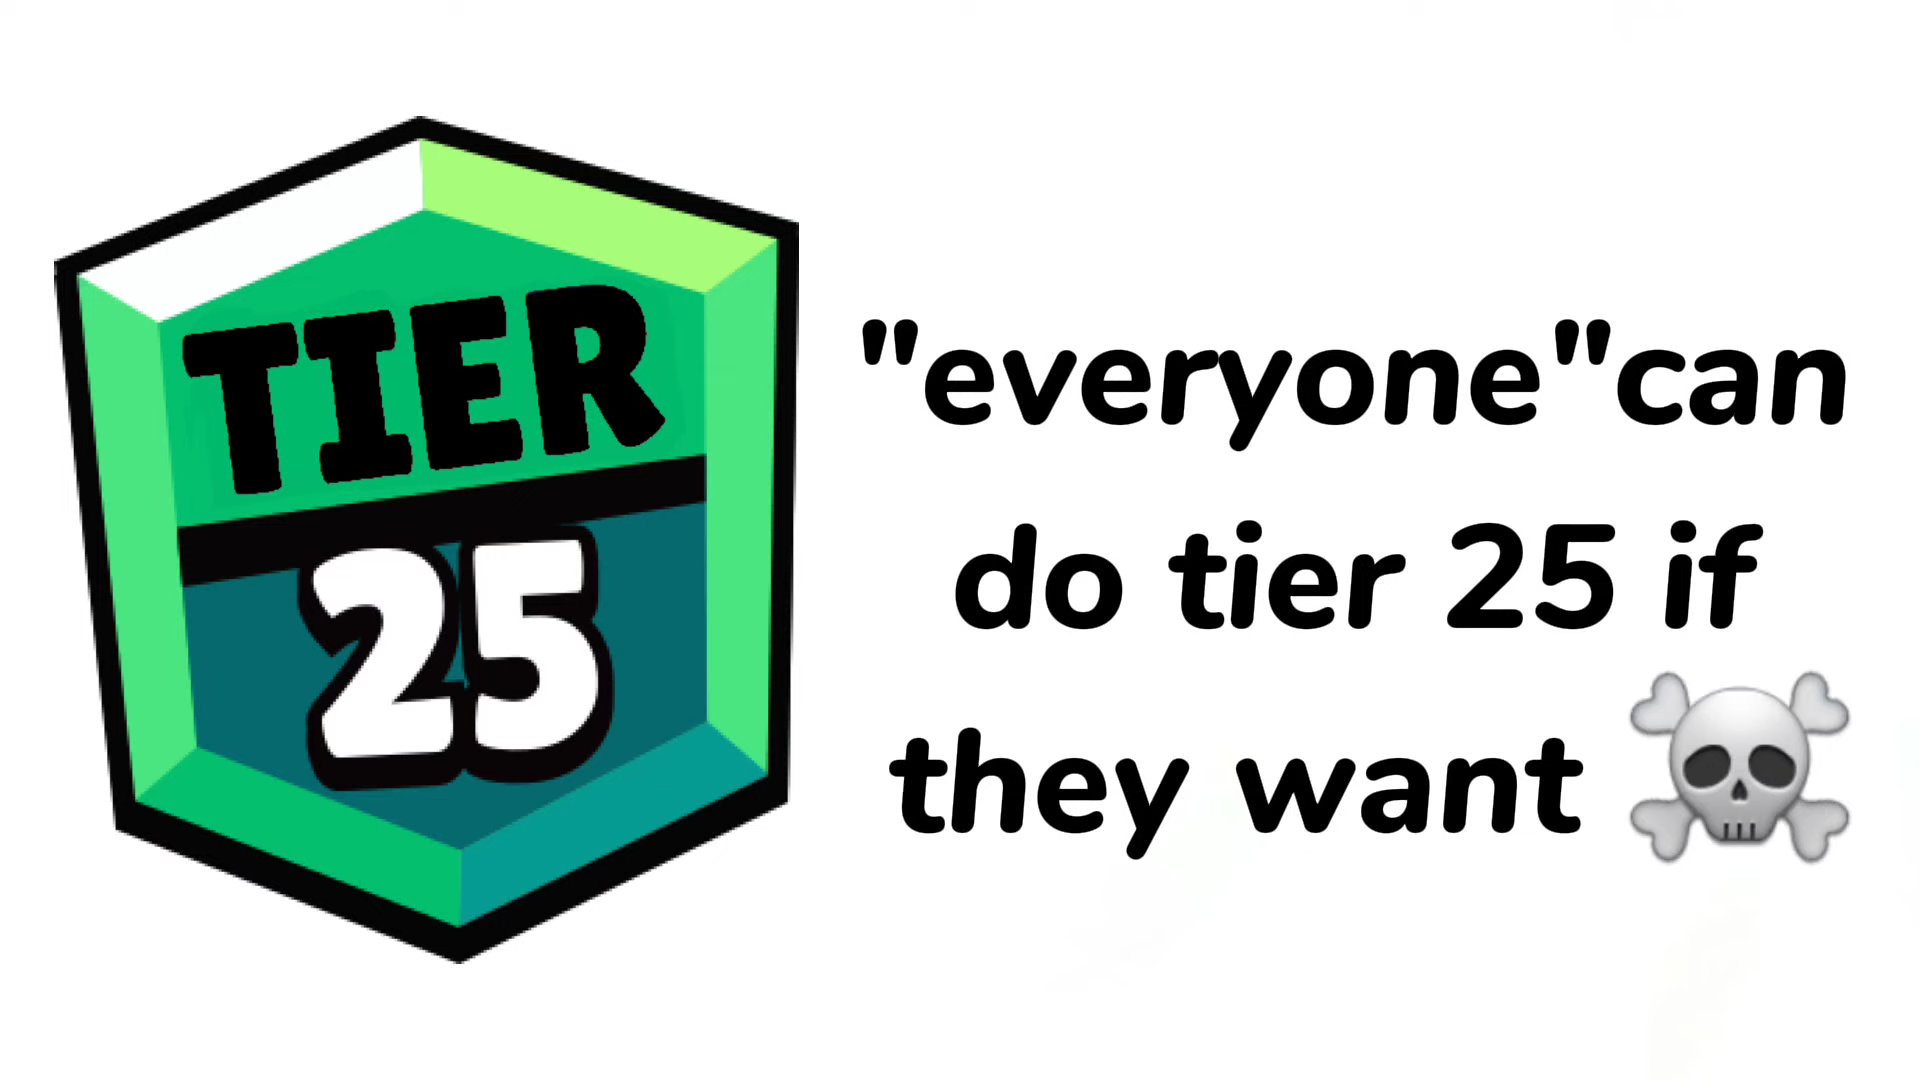 TIER
25
"everyone"can
do tier 25 if
they want ☠️